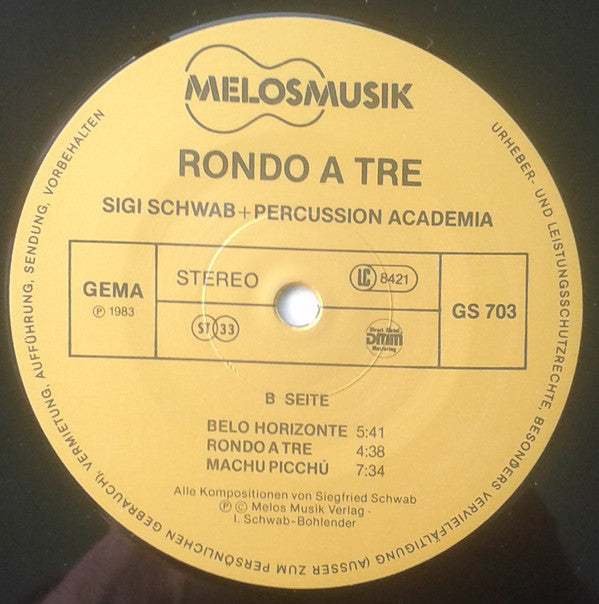 MELOSMUSIK
RONDO A TRE
SIGI SCHWAB + PERCUSSION ACADEMIA
GEMA
Ⓟ 1983
STEREO
LC 8421
ST 33
Direct Metal
DMM
Mastering
GS 703
B SEITE
BELO HORIZONTE 5:41
RONDO A TRE 4:38
MACHU PICCHÚ 7:34
Alle Kompositionen von Siegfried Schwab
Ⓟ © Melos Musik Verlag -
I. Schwab-Bohlender
URHEBER- UND LEISTUNGSSCHUTZRECHTE, BESONDERS VERVIELFÄLTIGUNG (AUSSER ZUM PERSÖNLICHEN GEBRAUCH), VERMIETUNG, AUFFÜHRUNG, SENDUNG, VORBEHALTEN